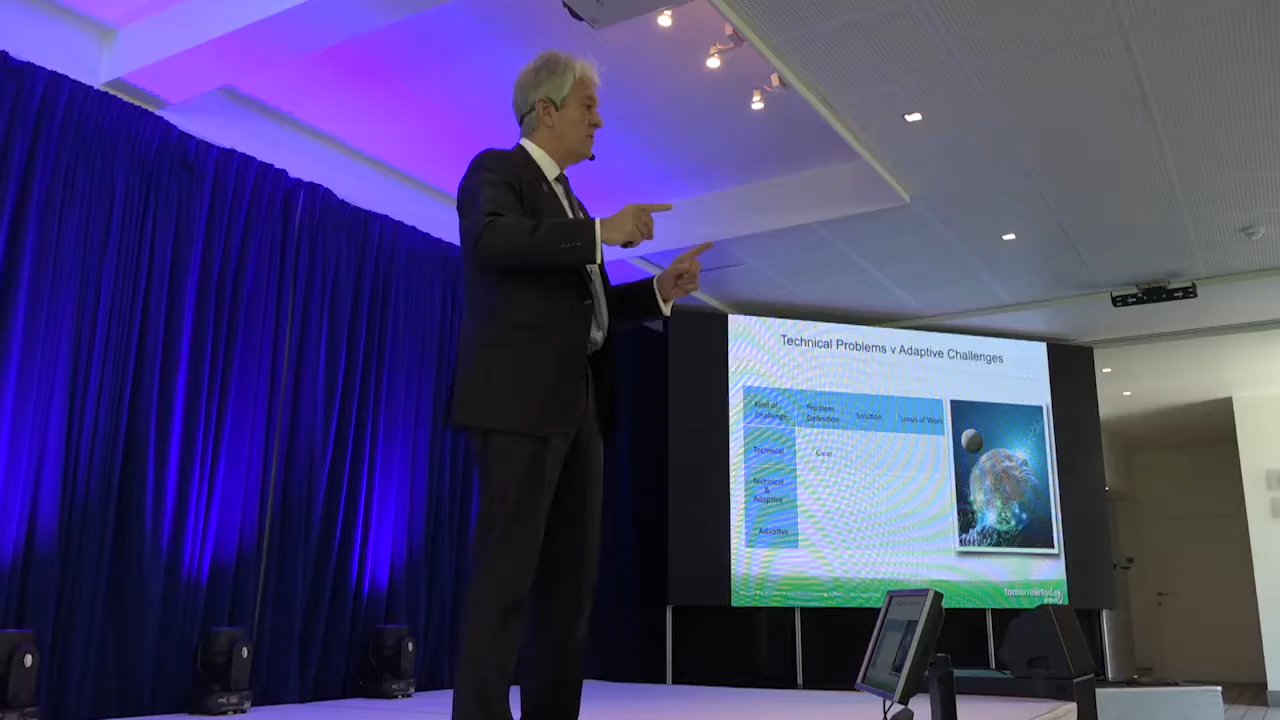 Technical Problems v Adaptive Challenges
Kind of Challenge
Problem Definition
Solution
Locus of Work
Technical
Clear
Technical
&
Adaptive
Adaptive
tomorrowtoday